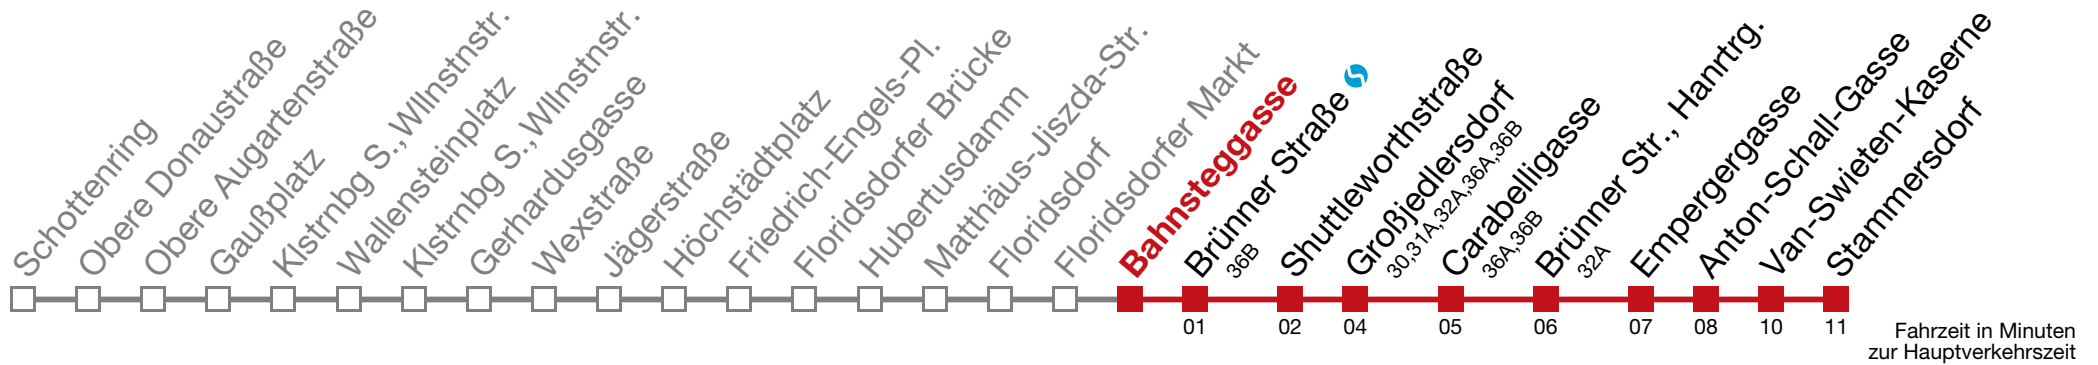 Schottenring
Obere Donaustraße
Obere Augartenstraße
Gaußplatz
Klstrnbg S., Wllnstnstr.
Wallensteinplatz
Klstrnbg S., Wllnstnstr.
Gerhardusgasse
Wexstraße
Jägerstraße
Höchstädtplatz
Friedrich-Engels-Pl.
Floridsdorfer Brücke
Hubertusdamm
Matthäus-Jiszda-Str.
Floridsdorf
Floridsdorfer Markt
Bahnsteggasse
Brünner Straße
36B
Shuttleworthstraße
Großjedlersdorf
30,31A,32A,36A,36B
Carabelligasse
36A,36B
Brünner Str., Hanrtrg.
32A
Empergergasse
Anton-Schall-Gasse
Van-Swieten-Kaserne
Stammersdorf
01 02 04 05 06 07 08 10 11
Fahrzeit in Minuten
zur Hauptverkehrszeit